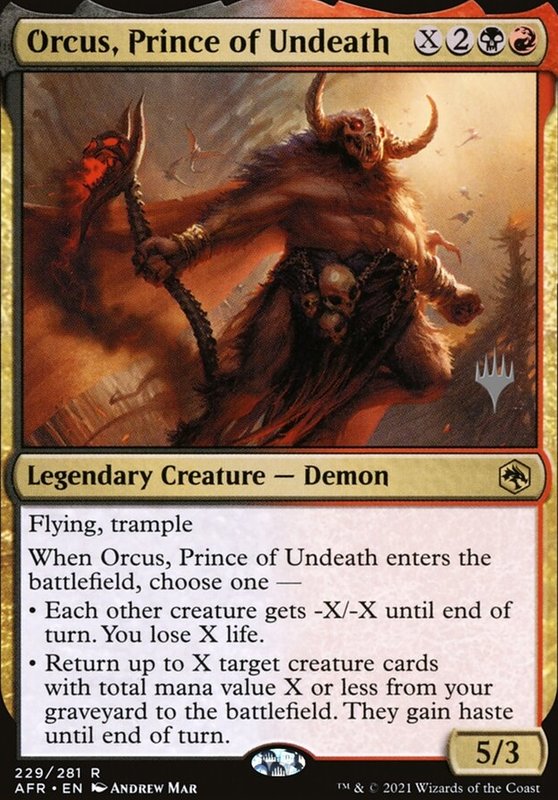 Orcus, Prince of Undeath X 2
Legendary Creature — Demon
Flying, trample
When Orcus, Prince of Undeath enters the
battlefield, choose one —
• Each other creature gets -X/-X until end of
turn. You lose X life.
• Return up to X target creature cards
with total mana value X or less from your
graveyard to the battlefield. They gain haste
until end of turn.
5/3
229/281 R
AFR • EN ANDREW MAR
™ & © 2021 Wizards of the Coast